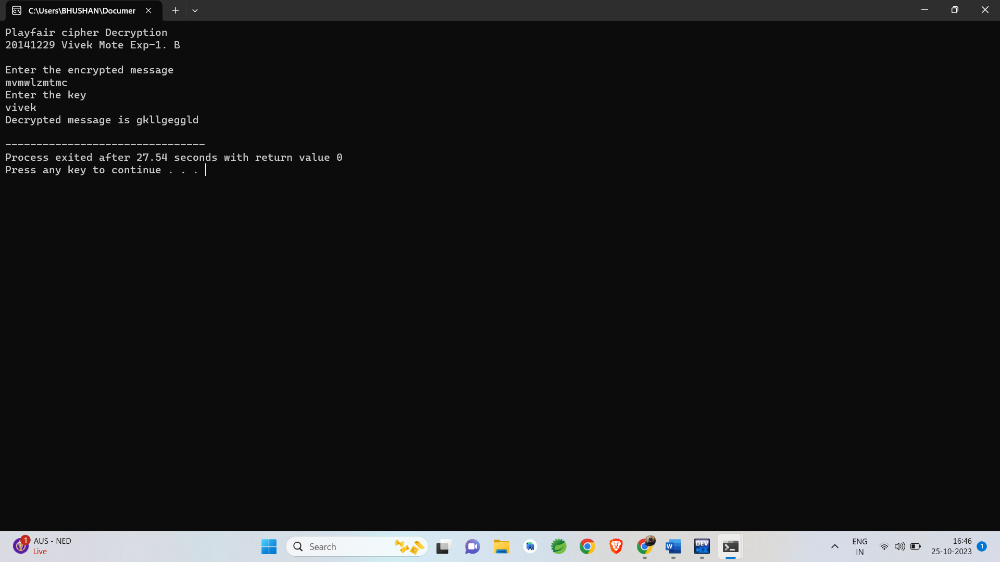 C:\Users\BHUSHAN\Documer
Playfair cipher Decryption
20141229 Vivek Mote Exp-1. B
Enter the encrypted message
mvmwlzmtmc
Enter the key
vivek
Decrypted message is gkllgeggld
--------------------------------
Process exited after 27.54 seconds with return value 0
Press any key to continue . . .
1
AUS - NED
Live
Search
AI
W
DEV
C++
ENG
IN
16:46
25-10-2023
1